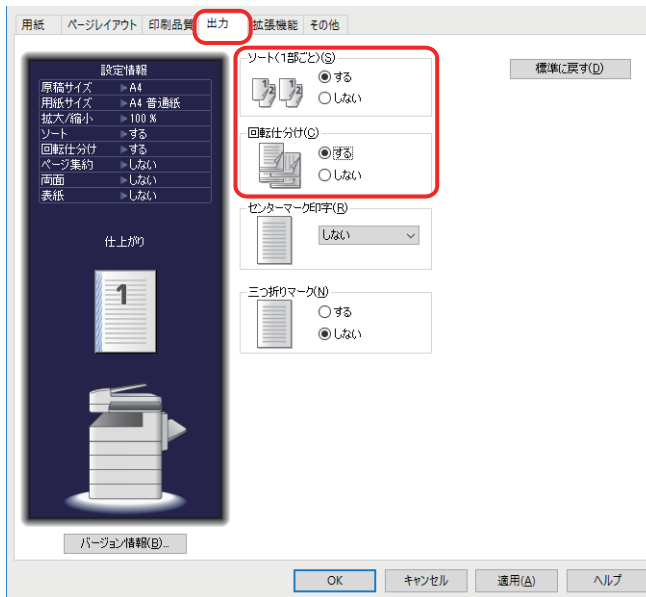 用紙 ページレイアウト 印刷品質 出力 拡張機能 その他
設定情報
原稿サイズ ▶A4
用紙サイズ ▶A4 普通紙
拡大/縮小 ▶100 %
ソート ▶する
回転仕分け ▶する
ページ集約 ▶しない
両面 ▶しない
表紙 ▶しない
仕上がり
1
バージョン情報(B)...
ソート(1部ごと)(S)
1 2 1 2
する
しない
回転仕分け(C)
する
しない
センターマーク印字(R)
しない
三つ折りマーク(N)
する
しない
標準に戻す(D)
OK キャンセル 適用(A) ヘルプ